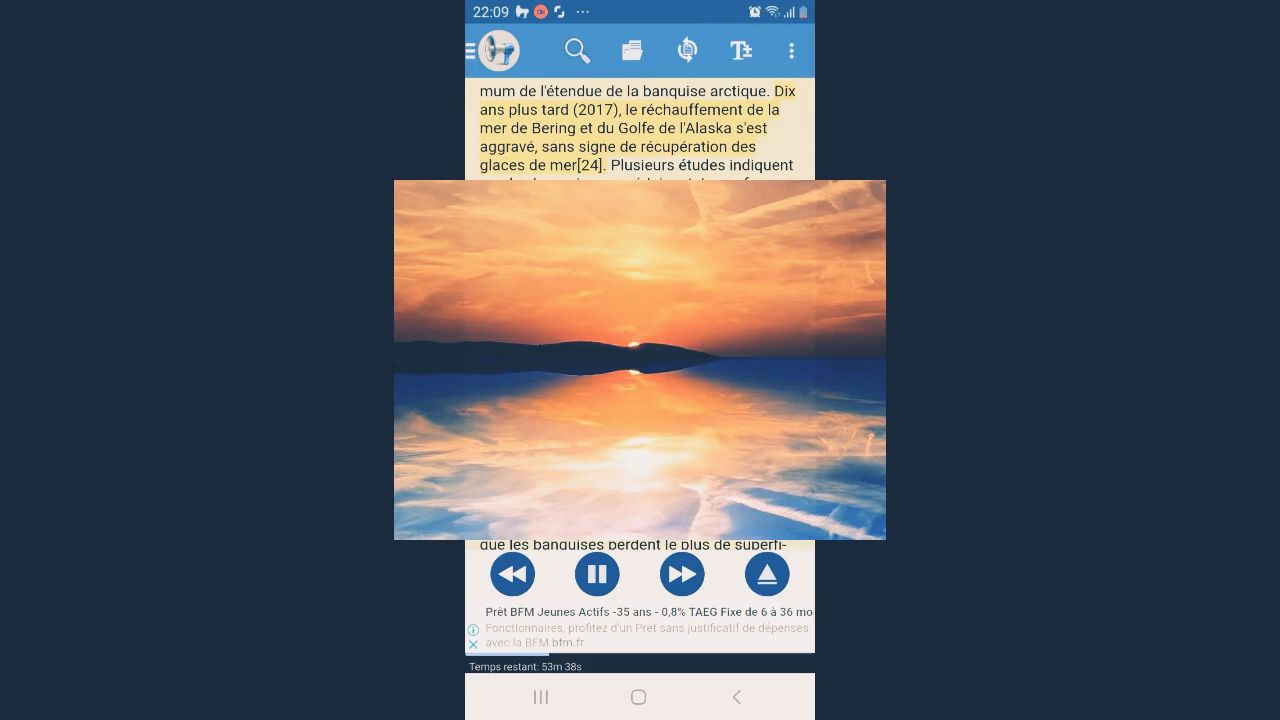 22:09
T±
mum de l'étendue de la banquise arctique. Dix
ans plus tard (2017), le réchauffement de la
mer de Bering et du Golfe de l'Alaska s'est
aggravé, sans signe de récupération des
glaces de mer[24]. Plusieurs études indiquent
que les banquises perdent le plus de superfi-
Prêt BFM Jeunes Actifs -35 ans - 0,8% TAEG Fixe de 6 à 36 mo
Fonctionnaires, profitez d'un Prêt sans justificatif de dépenses
avec la BFM bfm.fr
Temps restant: 53m 38s